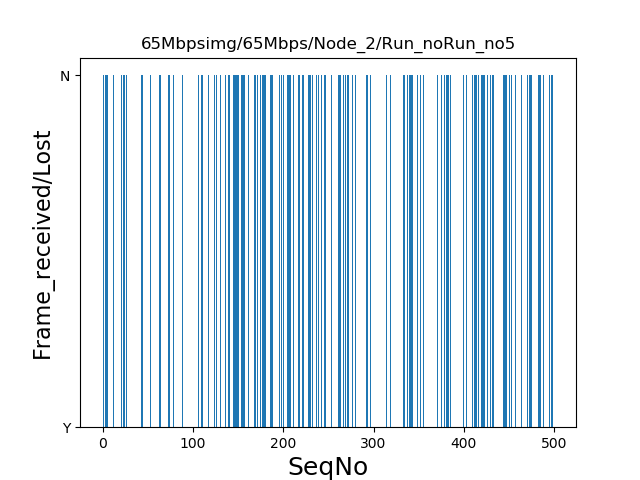 65Mbpsimg/65Mbps/Node_2/Run_noRun_no5
N
Frame_received/Lost
Y
0 100 200 300 400 500
SeqNo